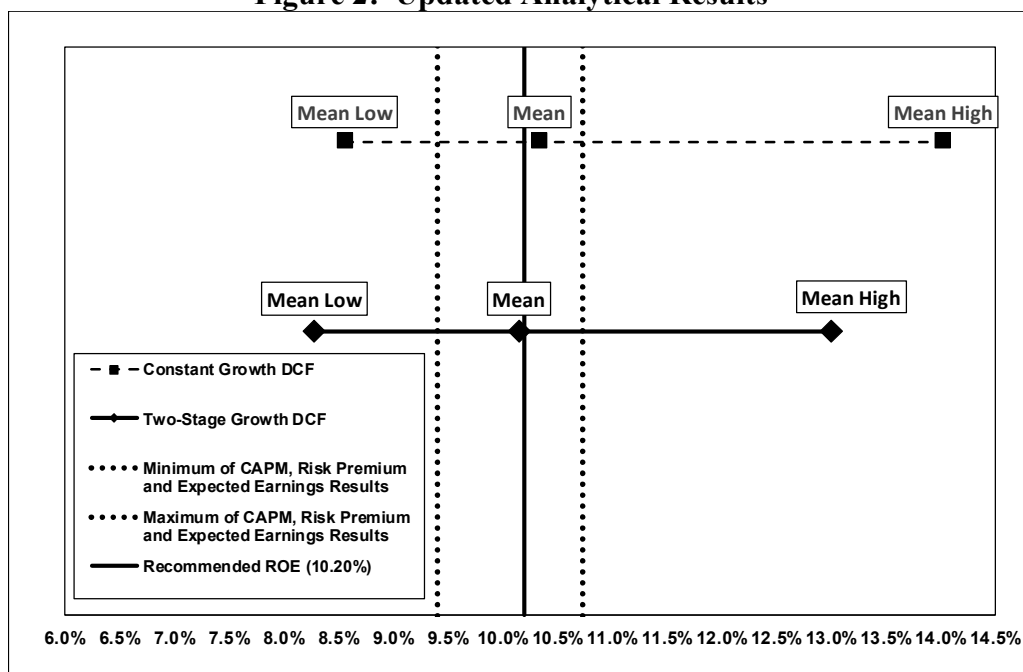 Figure 2: Updated Analytical Results
Mean Low Mean Mean High
Mean Low Mean Mean High
Constant Growth DCF
Two-Stage Growth DCF
Minimum of CAPM, Risk Premium
and Expected Earnings Results
Maximum of CAPM, Risk Premium
and Expected Earnings Results
Recommended ROE (10.20%)
6.0% 6.5% 7.0% 7.5% 8.0% 8.5% 9.0% 9.5% 10.0% 10.5% 11.0% 11.5% 12.0% 12.5% 13.0% 13.5% 14.0% 14.5%